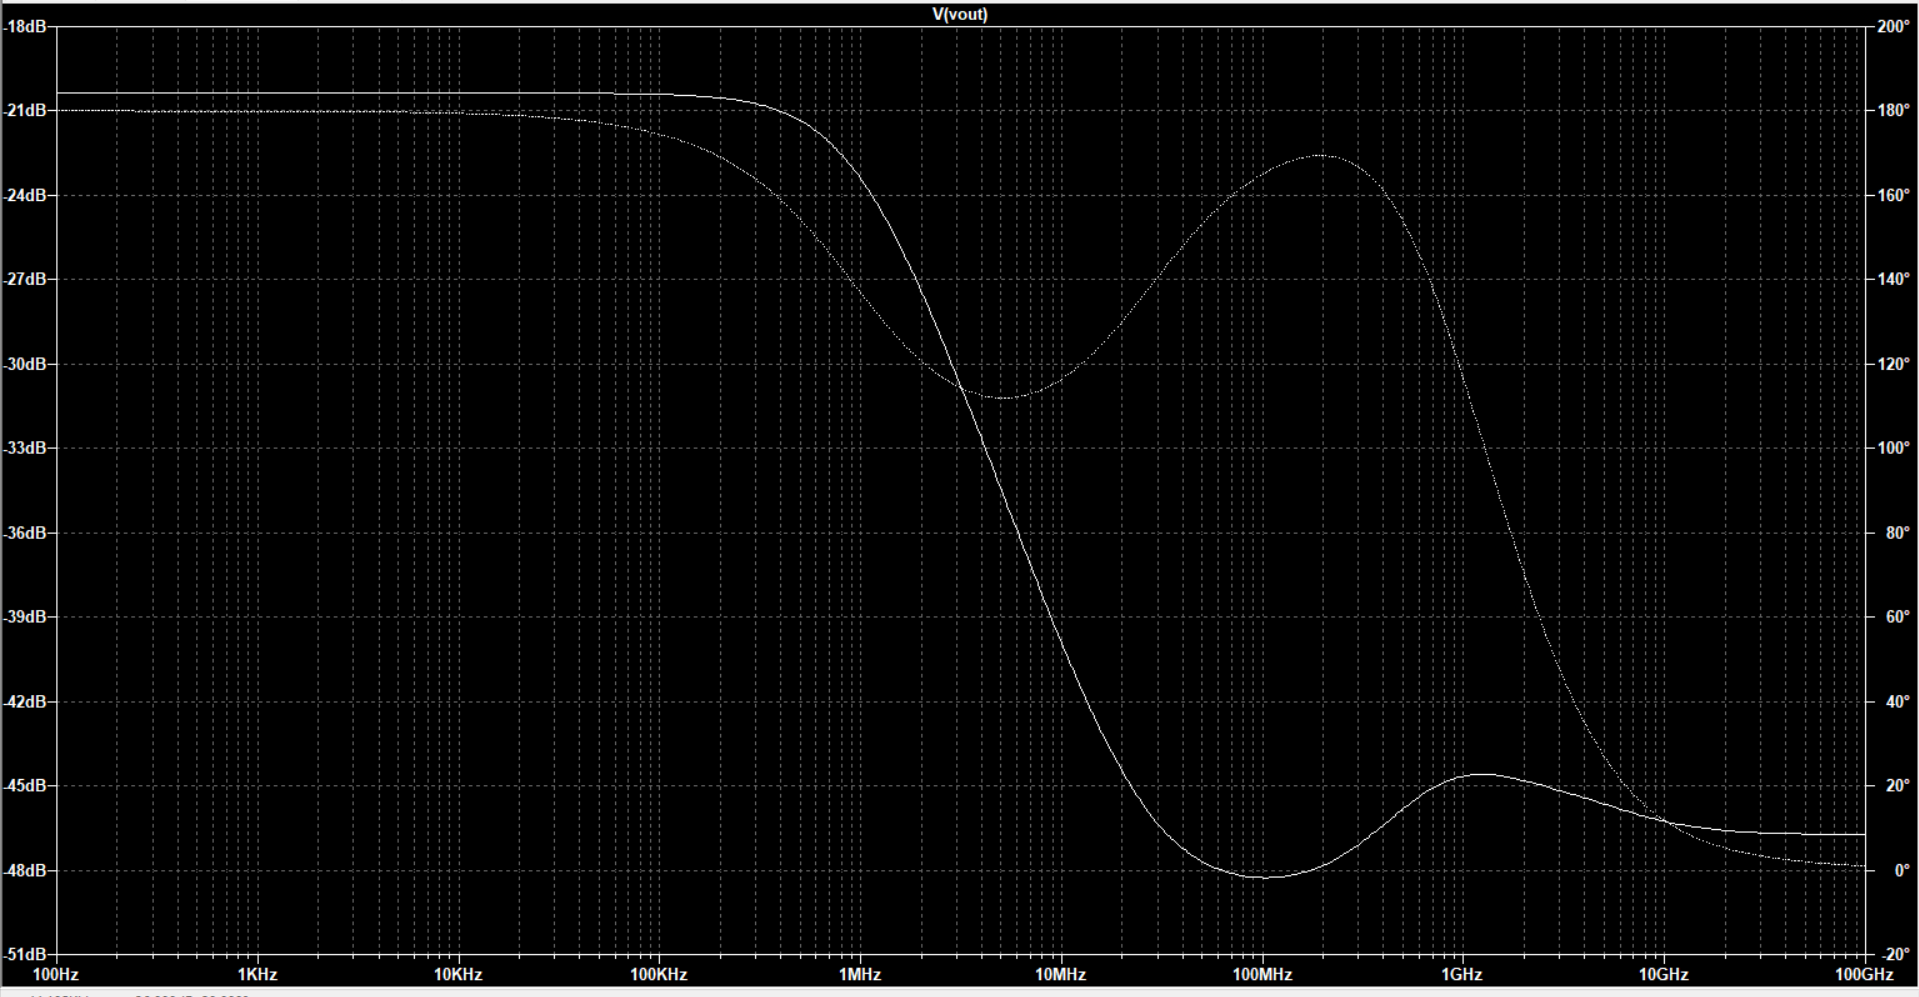 V(vout)
-18dB 200°
-21dB 180°
-24dB 160°
-27dB 140°
-30dB 120°
-33dB 100°
-36dB 80°
-39dB 60°
-42dB 40°
-45dB 20°
-48dB 0°
-51dB -20°
100Hz 1KHz 10KHz 100KHz 1MHz 10MHz 100MHz 1GHz 10GHz 100GHz